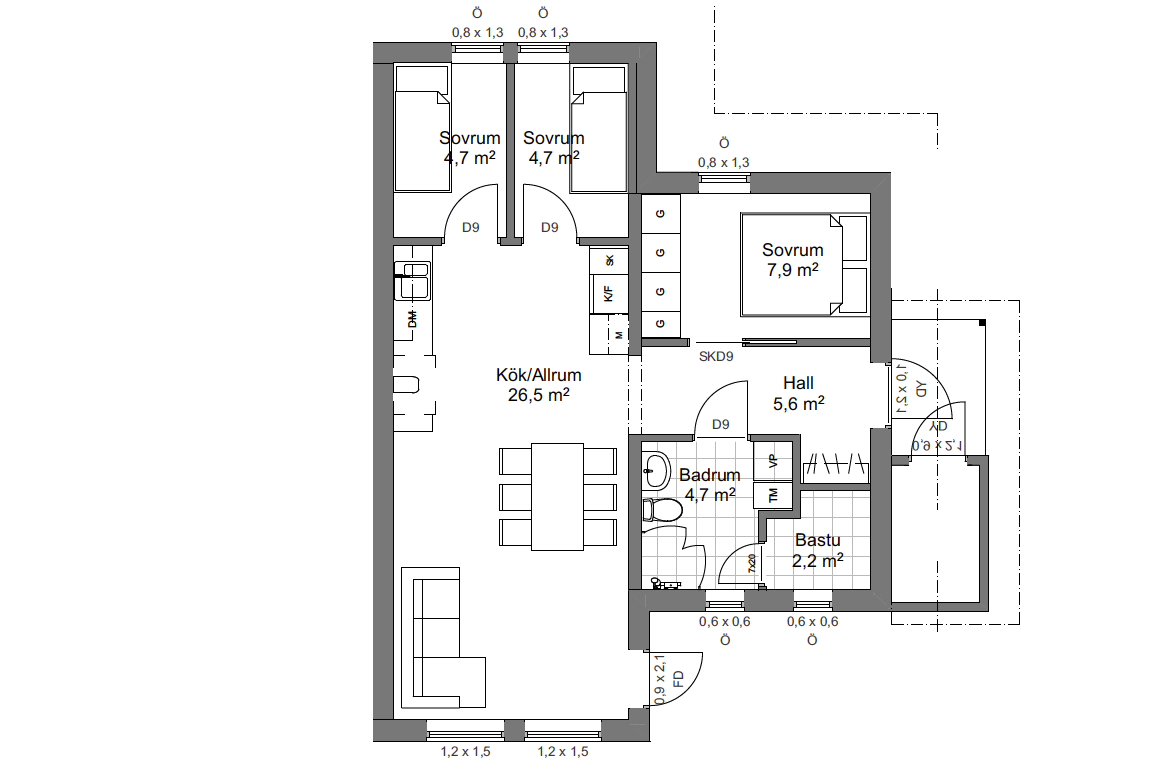 Ö
Ö
0,8 x 1,3
0,8 x 1,3
Sovrum
4,7 m²
Sovrum
4,7 m²
Ö
0,8 x 1,3
D9
D9
G
G
G
G
SK
K/F
M
DM
Sovrum
7,9 m²
SKD9
Kök/Allrum
26,5 m²
Hall
5,6 m²
1,0 x 2,1
YD
YD
0,9 x 2,1
D9
Badrum
4,7 m²
VP
TM
Bastu
2,2 m²
7x20
0,6 x 0,6
Ö
0,6 x 0,6
Ö
0,9 x 2,1
FD
1,2 x 1,5
1,2 x 1,5